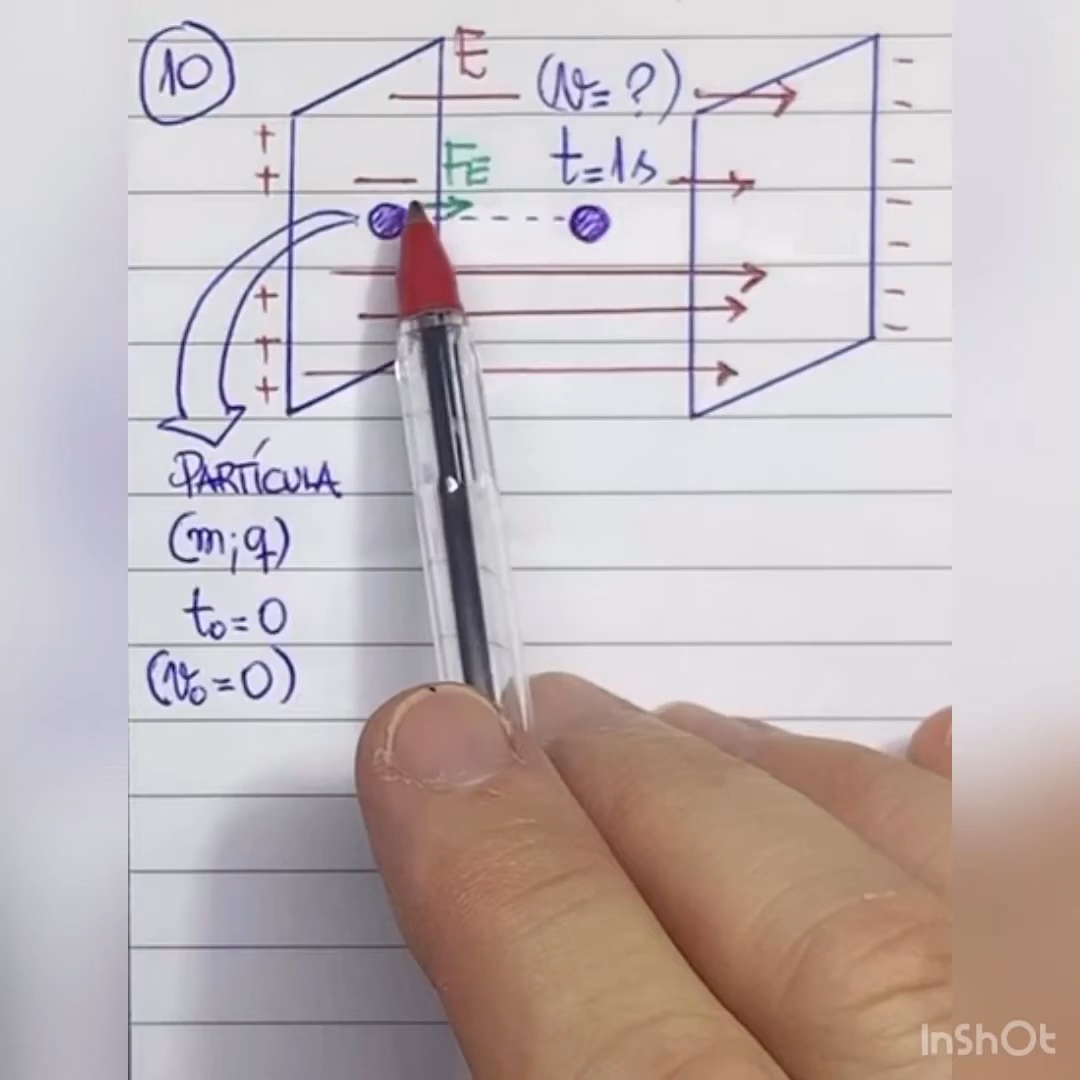 10
E
(v=?)
FE
t=1s
+
+
+
+
+
-
-
-
-
-
-
PARTÍCULA
(m;q)
t₀=0
(v₀=0)
InShOt